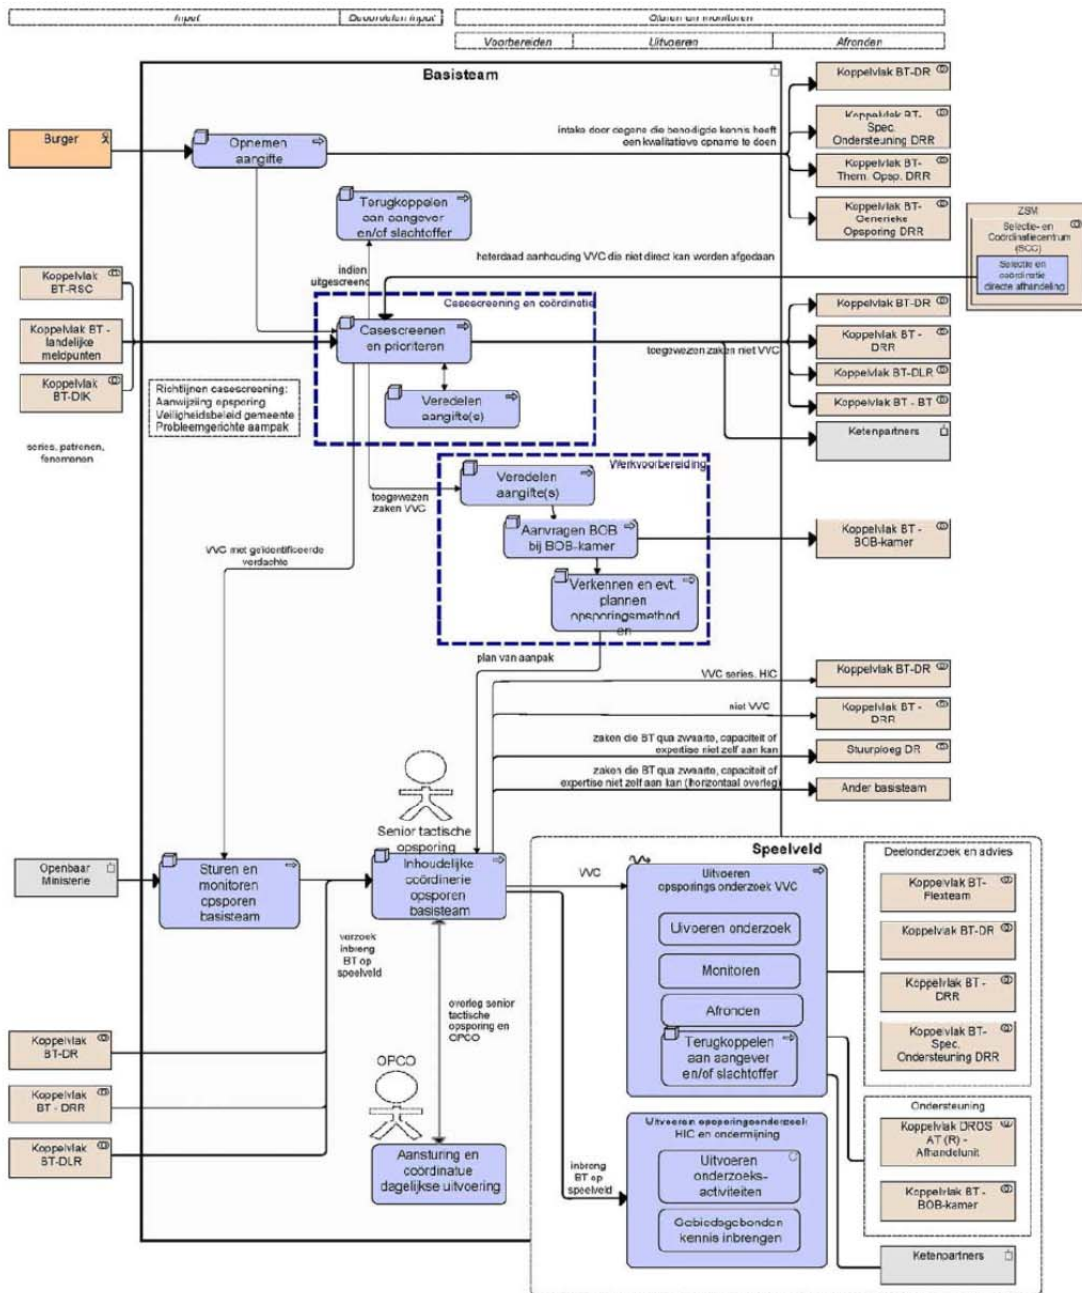 Input
Beoordelen input
Sturen en monitoren
Voorbereiden
Uitvoeren
Afronden
Basisteam
Koppelvlak BT-DR
Burger
Opnemen
aangifte
intake door degene die benodigde kennis heeft
een kwalitatieve opname te doen
Koppelvlak BT-
Spec.
Ondersteuning DRR
Koppelvlak BT-
Them. Opsp. DRR
Terugkoppelen
aan aangever
en/of slachtoffer
Koppelvlak BT-
Generieke
Opsporing DRR
ZSM
Selectie- en
Coördinatiecentrum
(SCC)
Selectie en
coördinatie
directe afhandeling
heterdaad aanhouding VVC die niet direct kan worden afgedaan
indien
uitgescreend
Koppelvlak
BT-RSC
Casescreening en coördinatie
Koppelvlak BT-DR
Casescreenen
en prioriteren
Koppelvlak BT -
landelijke
meldpunten
Koppelvlak BT -
DRR
toegewezen zaken niet VVC
Koppelvlak BT-DLR
Koppelvlak
BT-DIK
Richtlijnen casescreening:
Aanwijziing opsporing
Veiligheidsbeleid gemeente
Probleemgerichte aampak
Veredelen
aangifte(s)
Koppelvlak BT - BT
Ketenpartners
series, patronen,
fenomenen
Werkvoorbereiding
Veredelen
aangifte(s)
toegewezen
zaken VVC
Aanvragen BOB
bij BOB-kamer
Koppelvlak BT -
BOB-kamer
VVC met geïdentificeerde
verdachte
Verkennen en evt.
plannen
opsporingsmethod
en
plan van aanpak
VVC series, HIC
Koppelvlak BT-DR
niet VVC
Koppelvlak BT -
DRR
zaken die BT qua zwaarte, capaciteit of
expertise niet zelf aan kan
Stuurploeg DR
zaken die BT qua zwaarte, capaciteit of
expertise niet zelf aan kan (horizontaal overleg)
Ander basisteam
Senior tactische
opsporing
Speelveld
Openbaar
Ministerie
Sturen en
monitoren
opsporen
basisteam
Inhoudelijke
coördinerie
opsporen
basisteam
VVC
Uitvoeren
opsporings onderzoek VVC
Deelonderzoek en advies
Koppelvlak BT-
Flexteam
Uivoeren onderzoek
Koppelvlak BT-DR
verzoek
inbreng
BT op
speelveld
Monitoren
Koppelvlak BT -
DRR
Afronden
overleg senior
tactische
opsporing en
OPCO
Terugkoppelen
aan aangever
en/of slachtoffer
Koppelvlak BT-
Spec.
Ondersteuning DRR
Koppelvlak
BT-DR
OPCO
Koppelvlak
BT - DRR
Ondersteuning
Uitvoeren opsporingsonderzoek
HIC en ondermijning
Koppelvlak DROS
AT (R) -
Afhandelunit
Koppelvlak
BT-DLR
Aansturing en
coördinatue
dagelijkse uitvoering
inbreng
BT op
speelveld
Uitvoeren
onderzoeks-
activiteiten
Koppelvlak BT -
BOB-kamer
Gebiedsgebonden
kennis inbrengen
Ketenpartners